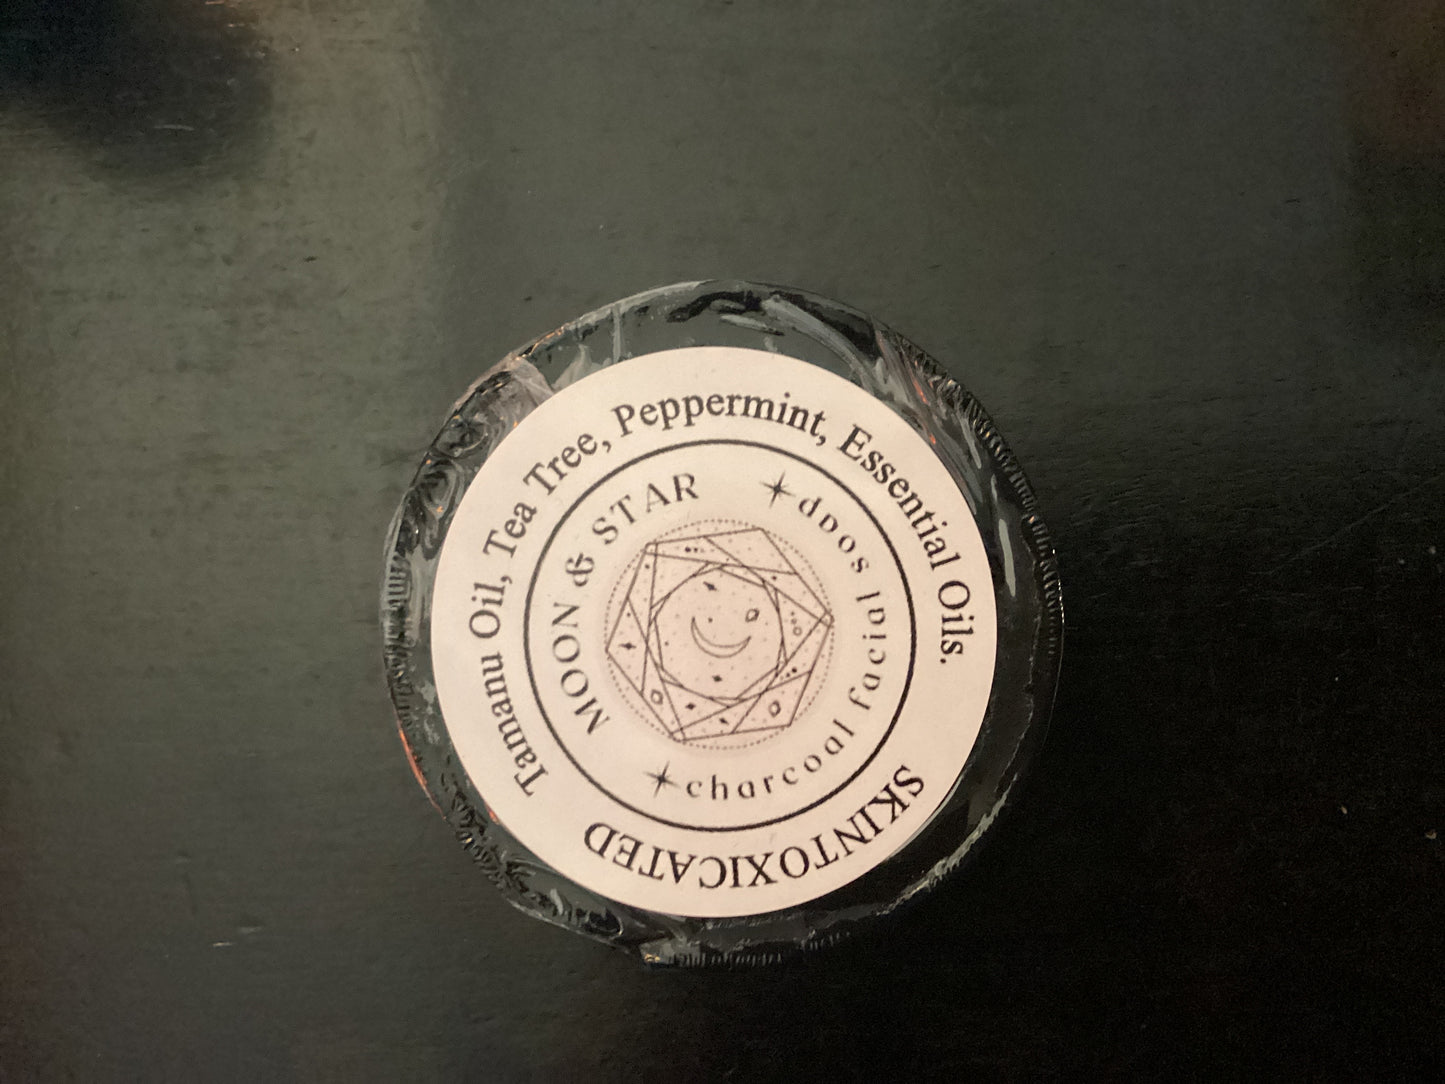 Tamanu Oil, Tea Tree, Peppermint, Essential Oils.
MOON & STAR
charcoal facial soap
SKINTOXICATED